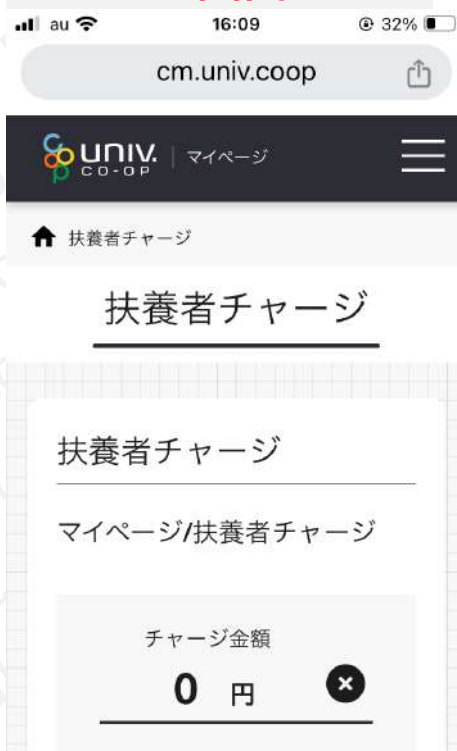 au 16:09 32%
cm.univ.coop
univ. CO-OP | マイページ
扶養者チャージ
扶養者チャージ
扶養者チャージ
マイページ/扶養者チャージ
チャージ金額
0 円